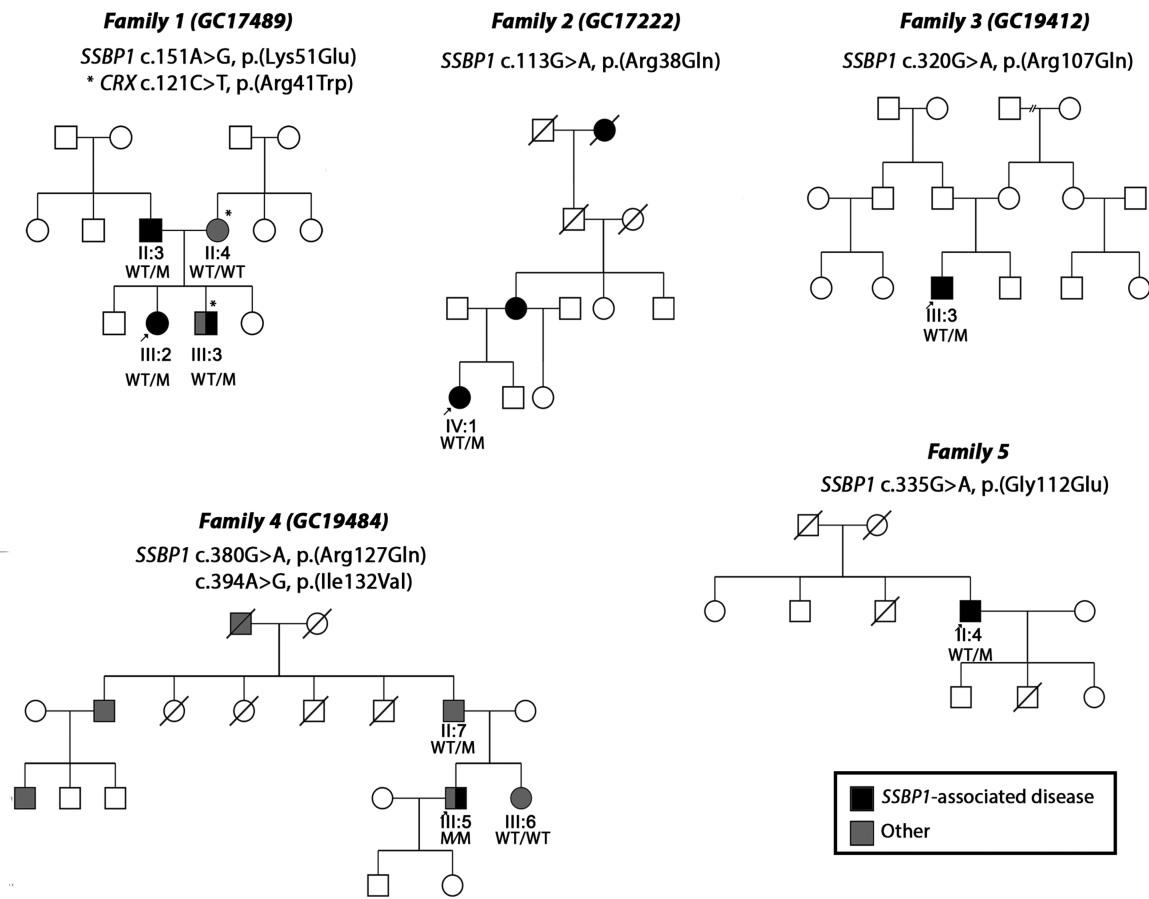 Family 1 (GC17489)
SSBP1 c.151A>G, p.(Lys51Glu)
* CRX c.121C>T, p.(Arg41Trp)
*
II:3 II:4
WT/M WT/WT
*
III:2 III:3
WT/M WT/M
Family 2 (GC17222)
SSBP1 c.113G>A, p.(Arg38Gln)
IV:1
WT/M
Family 3 (GC19412)
SSBP1 c.320G>A, p.(Arg107Gln)
III:3
WT/M
Family 4 (GC19484)
SSBP1 c.380G>A, p.(Arg127Gln)
c.394A>G, p.(Ile132Val)
II:7
WT/M
III:5 III:6
M/M WT/WT
Family 5
SSBP1 c.335G>A, p.(Gly112Glu)
II:4
WT/M
SSBP1-associated disease
Other